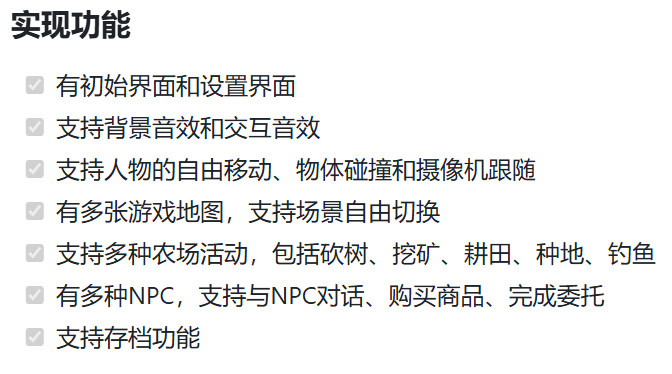 实现功能
有初始界面和设置界面
支持背景音效和交互音效
支持人物的自由移动、物体碰撞和摄像机跟随
有多张游戏地图，支持场景自由切换
支持多种农场活动，包括砍树、挖矿、耕田、种地、钓鱼
有多种NPC，支持与NPC对话、购买商品、完成委托
支持存档功能